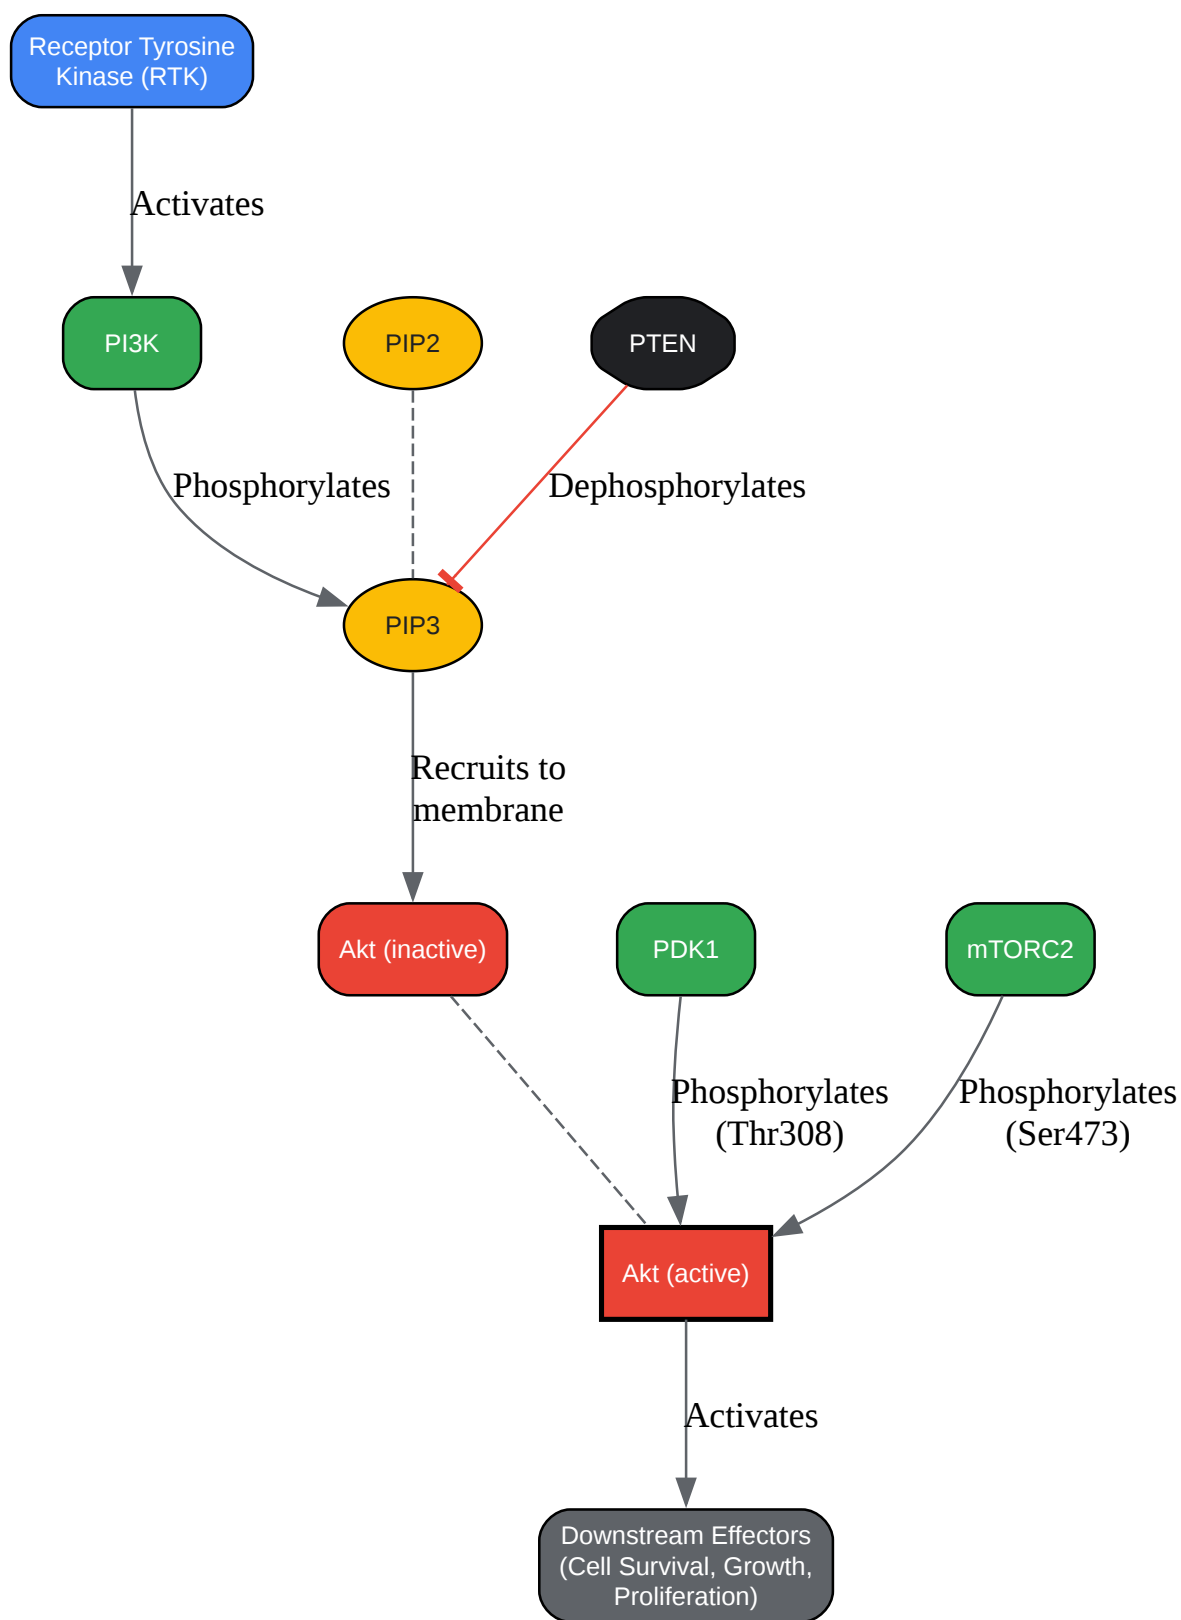 Receptor Tyrosine
Kinase (RTK)
Activates
PI3K
PIP2
PTEN
Phosphorylates
Dephosphorylates
PIP3
Recruits to
membrane
Akt (inactive)
PDK1
mTORC2
Phosphorylates
(Thr308)
Phosphorylates
(Ser473)
Akt (active)
Activates
Downstream Effectors
(Cell Survival, Growth,
Proliferation)